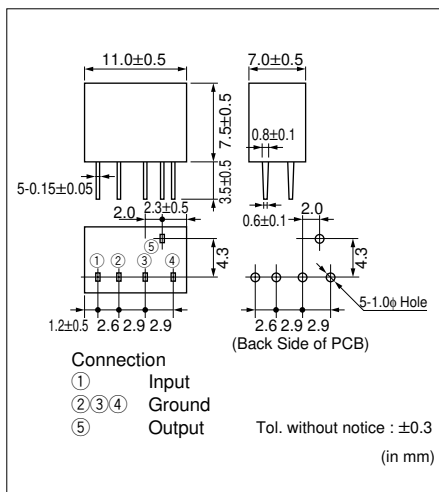 11.0±0.5
7.0±0.5
7.5±0.5
0.8±0.1
3.5±0.5
5-0.15±0.05
2.0
2.3±0.5
0.6±0.1
2.0
⑤
4.3
4.3
① ② ③ ④
5-1.0ϕ Hole
1.2±0.5
2.6 2.9 2.9
2.6 2.9 2.9
(Back Side of PCB)
Connection
① Input
②③④ Ground
⑤ Output
Tol. without notice : ±0.3
(in mm)